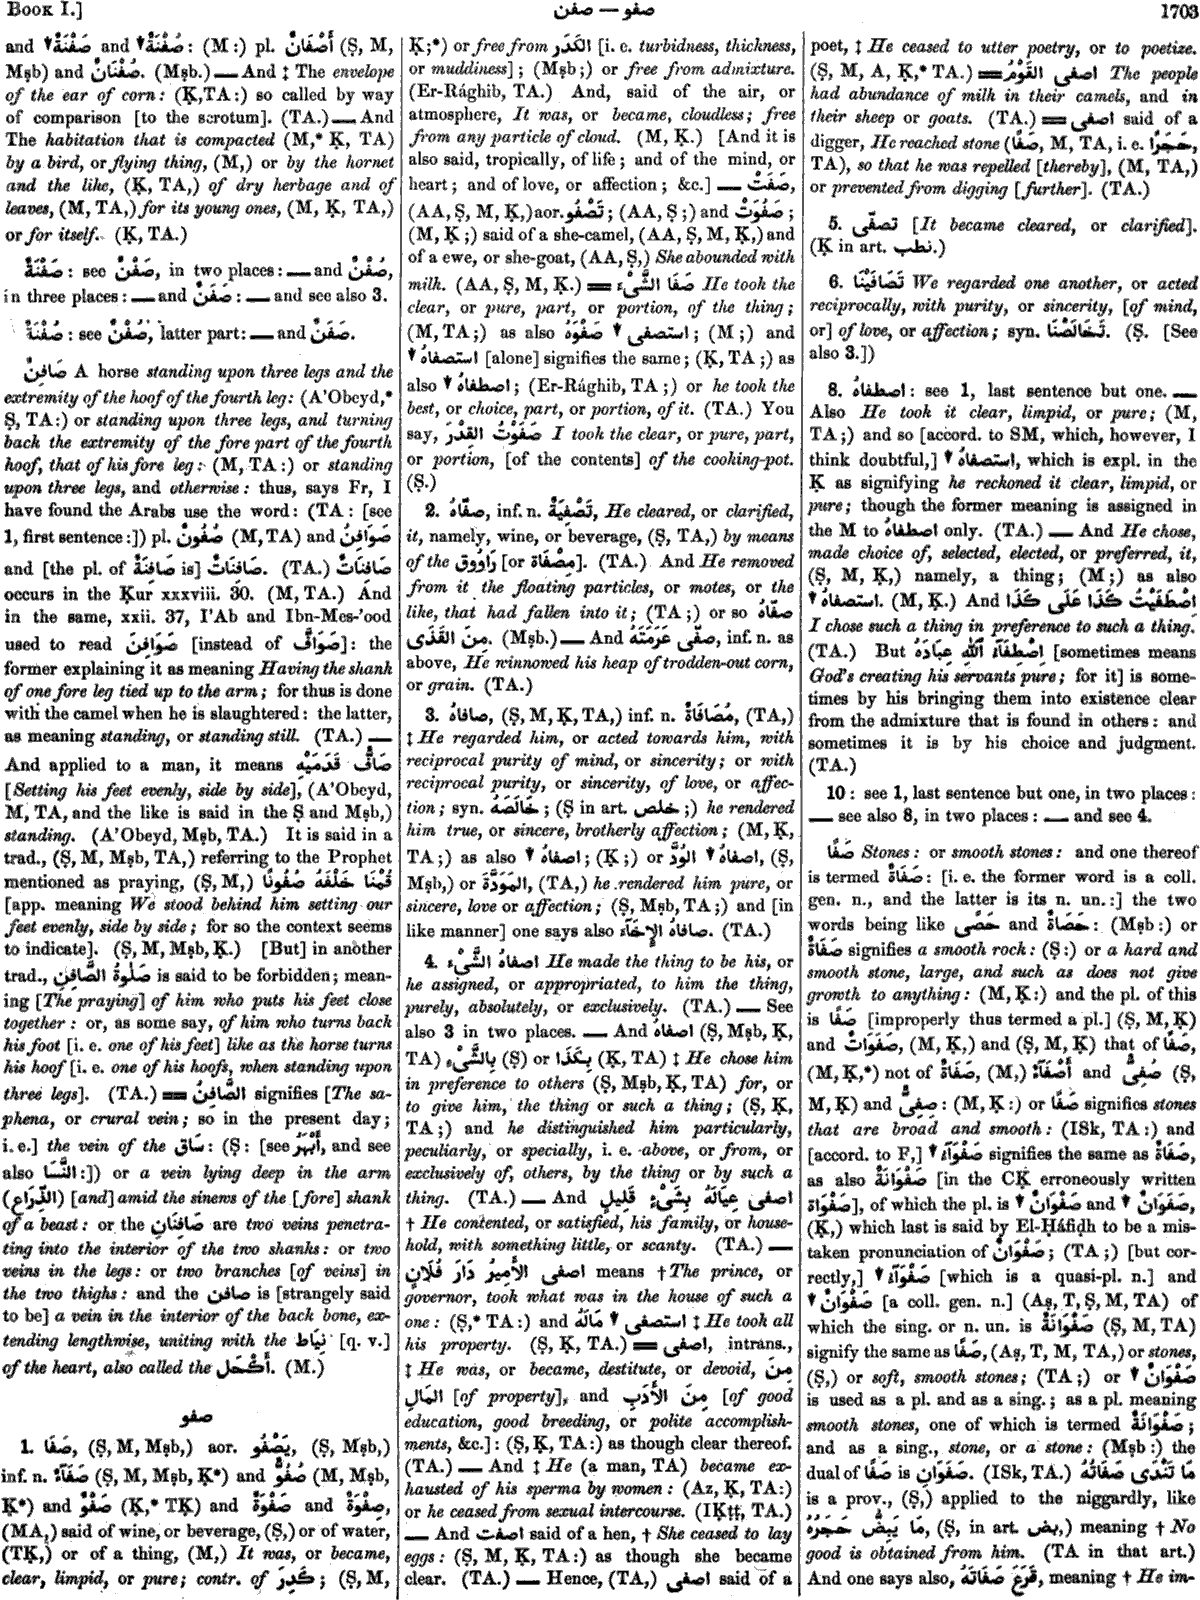 BOOK I.]
صفو — صفن
1703
and صَفْنَةٌ▼ and صُفْنَةٌ▼: (M:) pl. أَصْفَانٌ (Ṣ, M,
Mṣb) and صُفْنَانٌ. (Mṣb.) — And ‡ The envelope
of the ear of corn: (Ḳ, TA:) so called by way
of comparison [to the scrotum]. (TA.) — And
The habitation that is compacted (M,* Ḳ, TA)
by a bird, or flying thing, (M,) or by the hornet
and the like, (Ḳ, TA,) of dry herbage and of
leaves, (M, TA,) for its young ones, (M, Ḳ, TA,)
or for itself. (Ḳ, TA.)
صَفْنَةٌ: see صَفْنٌ, in two places: — and صُفْنٌ,
in three places: — and صَفَنٌ: — and see also 3.
صُفْنَةٌ: see صُفْنٌ, latter part: — and صَفَنٌ.
صَافِنٌ A horse standing upon three legs and the
extremity of the hoof of the fourth leg: (A'Obeyd,*
Ṣ, TA:) or standing upon three legs, and turning
back the extremity of the fore part of the fourth
hoof, that of his fore leg: (M, TA:) or standing
upon three legs, and otherwise: thus, says Fr, I
have found the Arabs use the word: (TA: [see
1, first sentence:]) pl. صُفُونٌ (M, TA) and صَوَافِنُ
and [the pl. of صَافِنَةٌ is] صَافِنَاتٌ. (TA.) صَافِنَاتٌ
occurs in the Ḳur xxxviii. 30. (M, TA.) And
in the same, xxii. 37, I'Ab and Ibn-Mes-'ood
used to read صَوَافِنَ [instead of صَوَافَّ]: the
former explaining it as meaning Having the shank
of one fore leg tied up to the arm; for thus is done
with the camel when he is slaughtered: the latter,
as meaning standing, or standing still. (TA.) —
And applied to a man, it means صَافٌّ قَدَمَيْهِ
[Setting his feet evenly, side by side], (A'Obeyd,
M, TA, and the like is said in the Ṣ and Mṣb,)
standing. (A'Obeyd, Mṣb, TA.) It is said in a
trad., (Ṣ, M, Mṣb, TA,) referring to the Prophet
mentioned as praying, (Ṣ, M,) قُمْنَا خَلْفَهُ صُفُونًا
[app. meaning We stood behind him setting our
feet evenly, side by side; for so the context seems
to indicate]. (Ṣ, M, Mṣb, Ḳ.) [But] in another
trad., صَلٰوةُ الصَّافِنِ is said to be forbidden; mean-
ing [The praying] of him who puts his feet close
together: or, as some say, of him who turns back
his foot [i. e. one of his feet] like as the horse turns
his hoof [i. e. one of his hoofs, when standing upon
three legs]. (TA.) ═ الصَّافِنُ signifies [The sa-
phena, or crural vein; so in the present day;
i. e.] the vein of the سَاق: (Ṣ: [see أَبْهَرُ, and see
also النَّسَا:]) or a vein lying deep in the arm
(الذِّرَاع) [and] amid the sinews of the [fore] shank
of a beast: or the صَافِنَانِ are two veins penetra-
ting into the interior of the two shanks: or two
veins in the legs: or two branches [of veins] in
the two thighs: and the صافن is [strangely said
to be] a vein in the interior of the back bone, ex-
tending lengthwise, uniting with the نِيَاط [q. v.]
of the heart, also called the أَكْحَل. (M.)
صفو
1. صَفَا, (Ṣ, M, Mṣb,) aor. يَصْفُو, (Ṣ, Mṣb,)
inf. n. صَفَآءٌ (Ṣ, M, Mṣb, Ḳ*) and صُفُوٌّ (M, Mṣb,
Ḳ*) and صَفْوٌ (Ḳ,* TḲ) and صَفْوَةٌ and صِفْوَةٌ,
(MA,) said of wine, or beverage, (Ṣ,) or of water,
(TḲ,) or of a thing, (M,) It was, or became,
clear, limpid, or pure; contr. of كَدِرَ; (Ṣ, M,
Ḳ;*) or free from الكَدَر [i. e. turbidness, thickness,
or muddiness]; (Mṣb;) or free from admixture.
(Er-Rághib, TA.) And, said of the air, or
atmosphere, It was, or became, cloudless; free
from any particle of cloud. (M, Ḳ.) [And it is
also said, tropically, of life; and of the mind, or
heart; and of love, or affection; &c.] — صَفَتْ,
(AA, Ṣ, M, Ḳ,) aor. تَصْفُو; (AA, Ṣ;) and صَفُوَتْ;
(M, Ḳ;) said of a she-camel, (AA, Ṣ, M, Ḳ,) and
of a ewe, or she-goat, (AA, Ṣ,) She abounded with
milk. (AA, Ṣ, M, Ḳ.) ═ صَفَا الشَّىْءَ He took the
clear, or pure, part, or portion, of the thing;
(M, TA;) as also استصفى▼ صَفْوَهُ; (M;) and
استصفاهُ▼ [alone] signifies the same; (Ḳ, TA;) as
also اصطفاهُ▼; (Er-Rághib, TA;) or he took the
best, or choice, part, or portion, of it. (TA.) You
say, صَفَوْتُ القِدْرَ I took the clear, or pure, part,
or portion, [of the contents] of the cooking-pot.
(Ṣ.)
2. صفّاهُ, inf. n. تَصْفِيَةٌ, He cleared, or clarified,
it, namely, wine, or beverage, (Ṣ, TA,) by means
of the رَاوُوق [or مِصْفَاة]. (TA.) And He removed
from it the floating particles, or motes, or the
like, that had fallen into it; (TA;) or so صفّاهُ
مِنَ القَذَى. (Mṣb.) — And صفّى عَرَمَتَهُ, inf. n. as
above, He winnowed his heap of trodden-out corn,
or grain. (TA.)
3. صافاهُ, (Ṣ, M, Ḳ, TA,) inf. n. مُصَافَاةٌ, (TA,)
‡ He regarded him, or acted towards him, with
reciprocal purity of mind, or sincerity; or with
reciprocal purity, or sincerity, of love, or affec-
tion; syn. خَالَصَهُ; (Ṣ in art. خلص;) he rendered
him true, or sincere, brotherly affection; (M, Ḳ,
TA;) as also اصفاهُ▼; (Ḳ;) or اصفاهُ▼ الوُدَّ, (Ṣ,
Mṣb,) or المَوَدَّةَ, (TA,) he rendered him pure, or
sincere, love or affection; (Ṣ, Mṣb, TA;) and [in
like manner] one says also صافاهُ الإِخَآءَ. (TA.)
4. اصفاهُ الشَّىْءَ He made the thing to be his, or
he assigned, or appropriated, to him the thing,
purely, absolutely, or exclusively. (TA.) — See
also 3 in two places. — And اصفاهُ (Ṣ, Mṣb, Ḳ,
TA) بِالشَّىْءِ (Ṣ) or بِكَذَا (Ḳ, TA) ‡ He chose him
in preference to others (Ṣ, Mṣb, Ḳ, TA) for, or
to give him, the thing or such a thing; (Ṣ, Ḳ,
TA;) and he distinguished him particularly,
peculiarly, or specially, i. e. above, or from, or
exclusively of, others, by the thing or by such a
thing. (TA.) — And اصفى عِيَالَهُ بِشَىْءٍ قَلِيلٍ
† He contented, or satisfied, his family, or house-
hold, with something little, or scanty. (TA.) —
اصفى الأَمِيرُ دَارَ فُلَانٍ means † The prince, or
governor, took what was in the house of such a
one: (Ṣ,* TA:) and استصفى▼ مَالَهُ ‡ He took all
his property. (Ṣ, Ḳ, TA.) ═ اصفى, intrans.,
‡ He was, or became, destitute, or devoid, مِنَ
المَالِ [of property], and مِنَ الأَدَبِ [of good
education, good breeding, or polite accomplish-
ments, &c.]: (Ṣ, Ḳ, TA:) as though clear thereof.
(TA.) — And ‡ He (a man, TA) became ex-
hausted of his sperma by women: (Az, Ḳ, TA:)
or he ceased from sexual intercourse. (IḲṭṭ, TA.)
— And اصفت said of a hen, † She ceased to lay
eggs: (Ṣ, M, Ḳ, TA:) as though she became
clear. (TA.) — Hence, (TA,) اصفى said of a
poet, ‡ He ceased to utter poetry, or to poetize.
(Ṣ, M, A, Ḳ,* TA.) ═ اصفى القَوْمُ The people
had abundance of milk in their camels, and in
their sheep or goats. (TA.) ═ اصفى said of a
digger, He reached stone (صَفًا, M, TA, i. e. حَجَرًا,
TA), so that he was repelled [thereby], (M, TA,)
or prevented from digging [further]. (TA.)
5. تصفّى [It became cleared, or clarified].
(Ḳ in art. نطب.)
6. تَصَافَيْنَا We regarded one another, or acted
reciprocally, with purity, or sincerity, [of mind,
or] of love, or affection; syn. تَخَالَصْنَا. (Ṣ. [See
also 3.])
8. اصطفاهُ: see 1, last sentence but one. —
Also He took it clear, limpid, or pure; (M,
TA;) and so [accord. to SM, which, however, I
think doubtful,] استصفاهُ▼, which is expl. in the
Ḳ as signifying he reckoned it clear, limpid, or
pure; though the former meaning is assigned in
the M to اصطفاهُ only. (TA.) — And He chose,
made choice of, selected, elected, or preferred, it,
(Ṣ, M, Ḳ,) namely, a thing; (M;) as also
استصفاهُ▼. (M, Ḳ.) And اصْطَفَيْتُ كَذَا عَلَى كَذَا
I chose such a thing in preference to such a thing.
(TA.) But اصْطِفَآءُ ٱللّٰهِ عِبَادَهُ [sometimes means
God's creating his servants pure; for it] is some-
times by his bringing them into existence clear
from the admixture that is found in others: and
sometimes it is by his choice and judgment.
(TA.)
10: see 1, last sentence but one, in two places:
— see also 8, in two places: — and see 4.
صَفًا Stones: or smooth stones: and one thereof
is termed صَفَاةٌ: [i. e. the former word is a coll.
gen. n., and the latter is its n. un.:] the two
words being like حَصًى and حَصَاةٌ: (Mṣb:) or
صَفَاةٌ signifies a smooth rock: (Ṣ:) or a hard and
smooth stone, large, and such as does not give
growth to anything: (M, Ḳ:) and the pl. of this
is صَفًا [improperly thus termed a pl.] (Ṣ, M, Ḳ)
and صَفَوَاتٌ, (M, Ḳ,) and (Ṣ, M, Ḳ) that of صَفًا,
(M, Ḳ,*) not of صَفَاةٌ, (M,) أَصْفَآءٌ and صُفِىٌّ (Ṣ,
M, Ḳ) and صِفِىٌّ: (M, Ḳ:) or صَفًا signifies stones
that are broad and smooth: (ISk, TA:) and
[accord. to F,] صَفْوَآءُ▼ signifies the same as صَفَاةٌ,
as also صَفْوَانَةٌ [in the CḲ erroneously written
صَفْوَاة], of which the pl. is صَفْوَانٌ▼ and صَفَوَانٌ▼,
(Ḳ,) which last is said by El-Ḥáfiḍh to be a mis-
taken pronunciation of صَفْوَانٌ; (TA;) [but cor-
rectly,] صَفْوَآءُ▼ [which is a quasi-pl. n.] and
صَفْوَانٌ▼ [a coll. gen. n.] (Aṣ, T, Ṣ, M, TA) of
which the sing. or n. un. is صَفْوَانَةٌ (Ṣ, M, TA)
signify the same as صَفًا, (Aṣ, T, M, TA,) or stones,
(Ṣ,) or soft, smooth stones; (TA;) or صَفْوَانٌ▼
is used as a pl. and as a sing.; as a pl. meaning
smooth stones, one of which is termed صَفْوَانَةٌ;
and as a sing., stone, or a stone: (Mṣb:) the
dual of صَفًا is صَفَوَانِ. (ISk, TA.) مَا تَنْدَى صَفَاتُهُ
is a prov., (Ṣ,) applied to the niggardly, like
مَا يَبِضُّ حَجَرُهُ, (Ṣ, in art. بض,) meaning † No
good is obtained from him. (TA in that art.)
And one says also, قَرَعَ صَفَاتَهُ, meaning † He im-